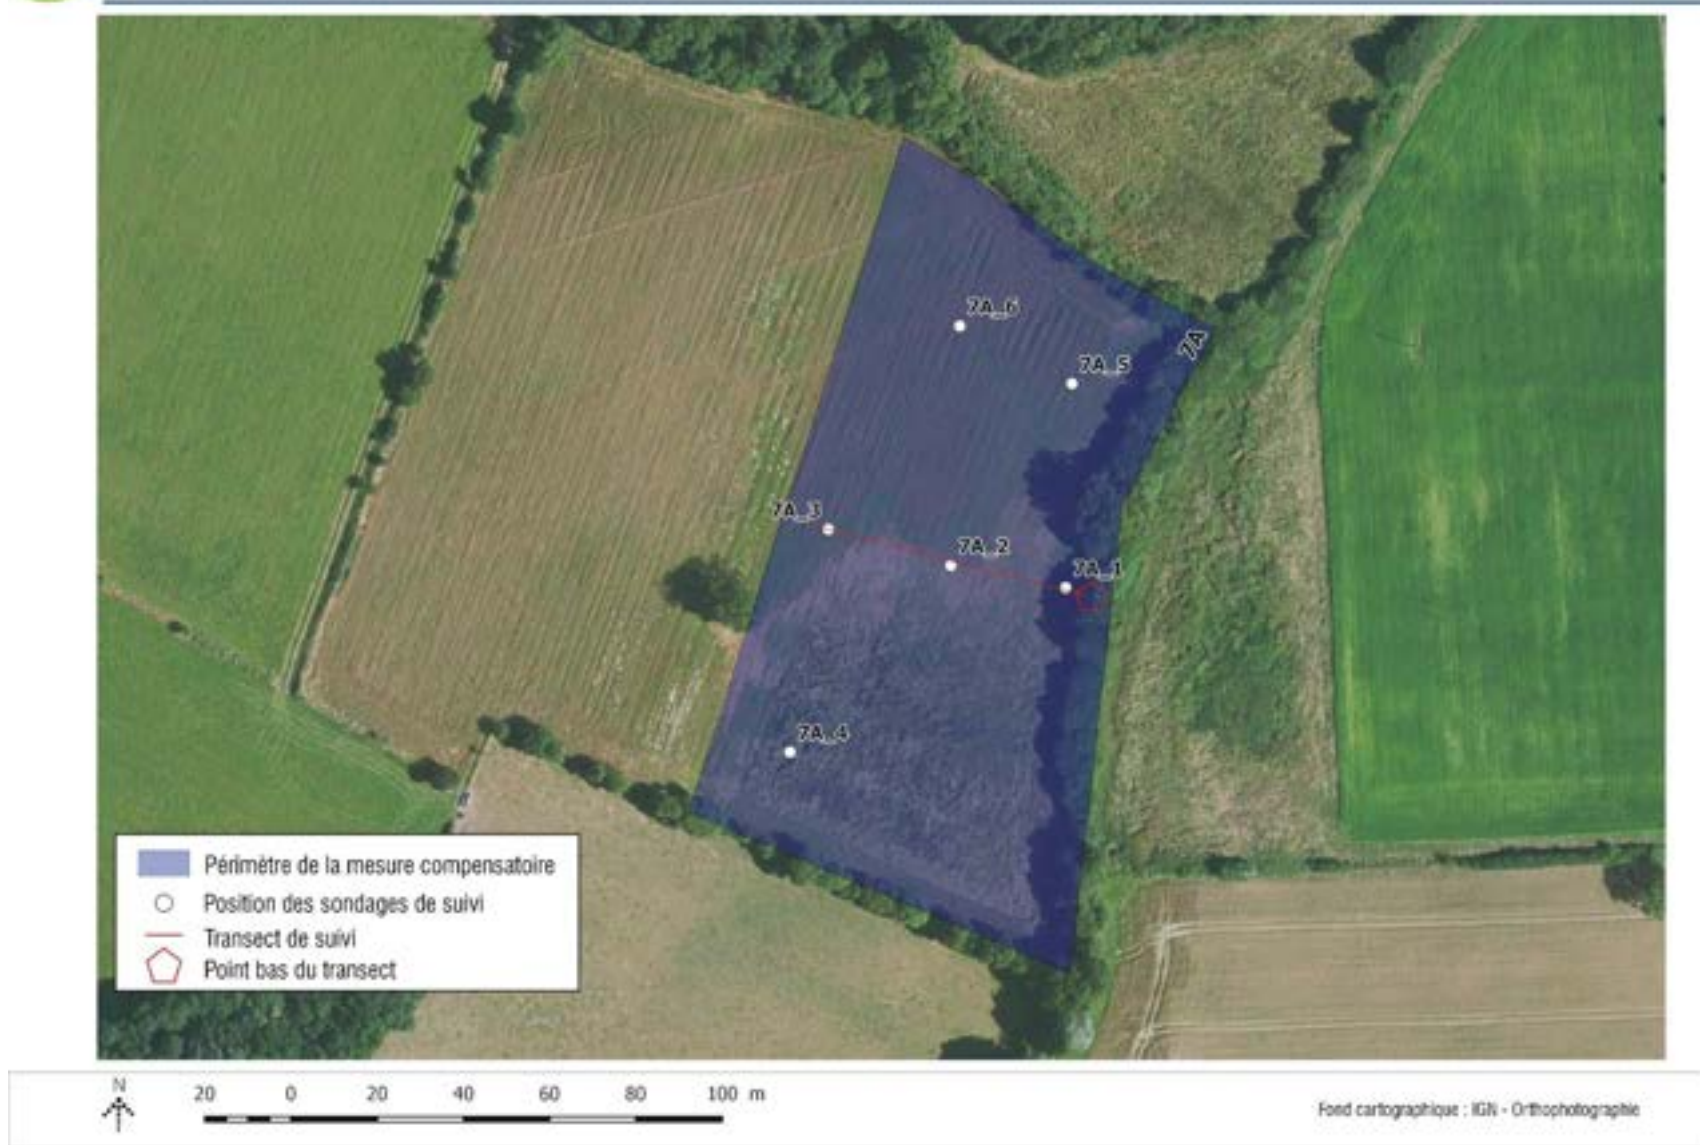 7A_6
7A
7A_5
7A_3
7A_2
7A_1
7A_4
Périmètre de la mesure compensatoire
Position des sondages de suivi
Transect de suivi
Point bas du transect
N
20 0 20 40 60 80 100 m
Fond cartographique : IGN - Orthophotographie